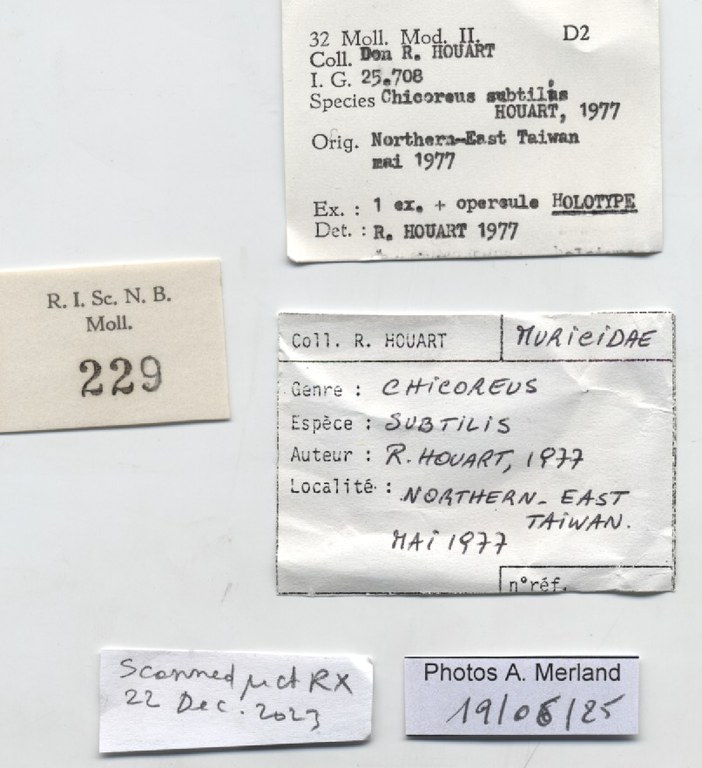 32 Moll. Mod. II. D2
Coll. Don R. HOUART
I. G. 25.708
Species Chicoreus subtilis
HOUART, 1977
Orig. Northern-East Taiwan
mai 1977
Ex. : 1 ex. + opercule HOLOTYPE
Det. : R. HOUART 1977
R. I. Sc. N. B.
Moll.
229
Coll. R. HOUART MURICIDAE
Genre : CHICOREUS
Espèce : SUBTILIS
Auteur : R. HOUART, 1977
Localité : NORTHERN-EAST
TAIWAN.
MAI 1977
n°réf.
Scanned µct RX
22 Dec. 2023
Photos A. Merland
19/06/25